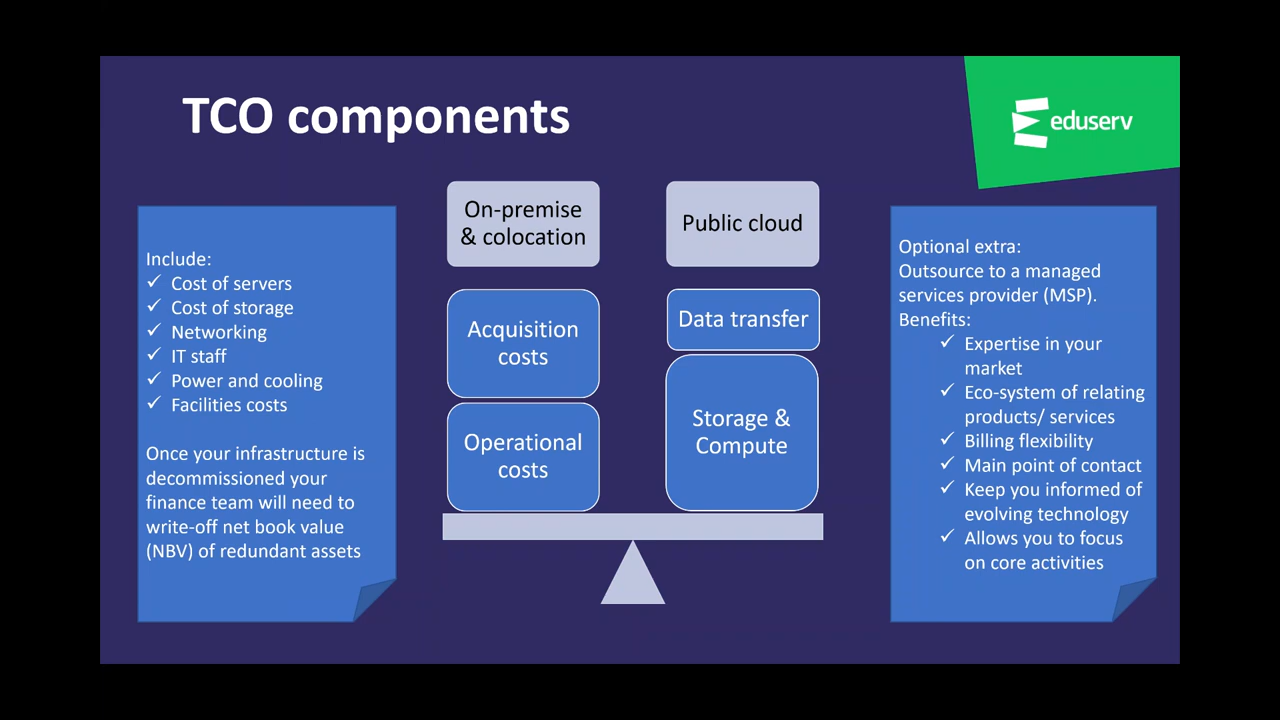 TCO components
eduserv
Include:
✓ Cost of servers
✓ Cost of storage
✓ Networking
✓ IT staff
✓ Power and cooling
✓ Facilities costs
Once your infrastructure is
decommissioned your
finance team will need to
write-off net book value
(NBV) of redundant assets
On-premise
& colocation
Acquisition
costs
Operational
costs
Public cloud
Data transfer
Storage &
Compute
Optional extra:
Outsource to a managed
services provider (MSP).
Benefits:
✓ Expertise in your
market
✓ Eco-system of relating
products/ services
✓ Billing flexibility
✓ Main point of contact
✓ Keep you informed of
evolving technology
✓ Allows you to focus
on core activities